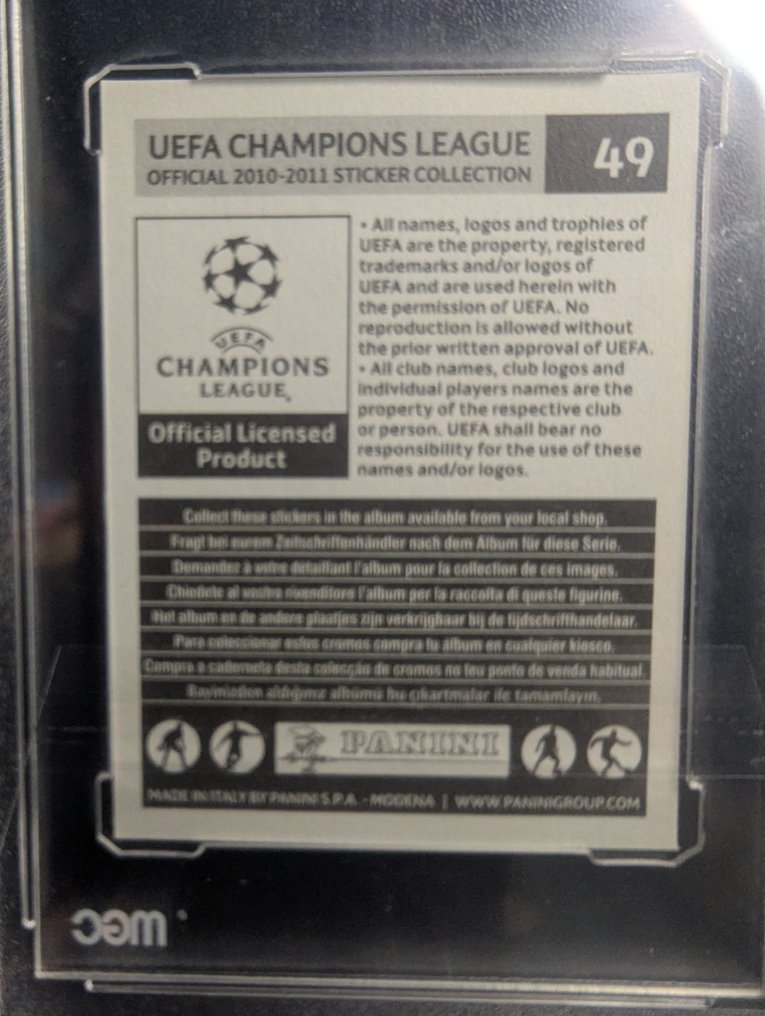 UEFA CHAMPIONS LEAGUE
OFFICIAL 2010-2011 STICKER COLLECTION
49
UEFA
CHAMPIONS
LEAGUE
Official Licensed
Product
• All names, logos and trophies of
UEFA are the property, registered
trademarks and/or logos of
UEFA and are used herein with
the permission of UEFA. No
reproduction is allowed without
the prior written approval of UEFA.
• All club names, club logos and
individual players names are the
property of the respective club
or person. UEFA shall bear no
responsibility for the use of these
names and/or logos.
Collect these stickers in the album available from your local shop.
Fragt bei eurem Zeitschriftenhändler nach dem Album für diese Serie.
Demandez à votre détaillant l'album pour la collection de ces images.
Chiedete al vostro rivenditore l'album per la raccolta di queste figurine.
Het album en de andere plaatjes zijn verkrijgbaar bij de tijdschrifthandelaar.
Para coleccionar estos cromos compra tu álbum en cualquier kiosco.
Compra a caderneta desta colecção de cromos no teu ponto de venda habitual.
albümü bu çıkartmalar ile tamamlayın.
PANINI
MADE IN ITALY BY PANINI S.P.A. - MODENA | WWW.PANINIGROUP.COM